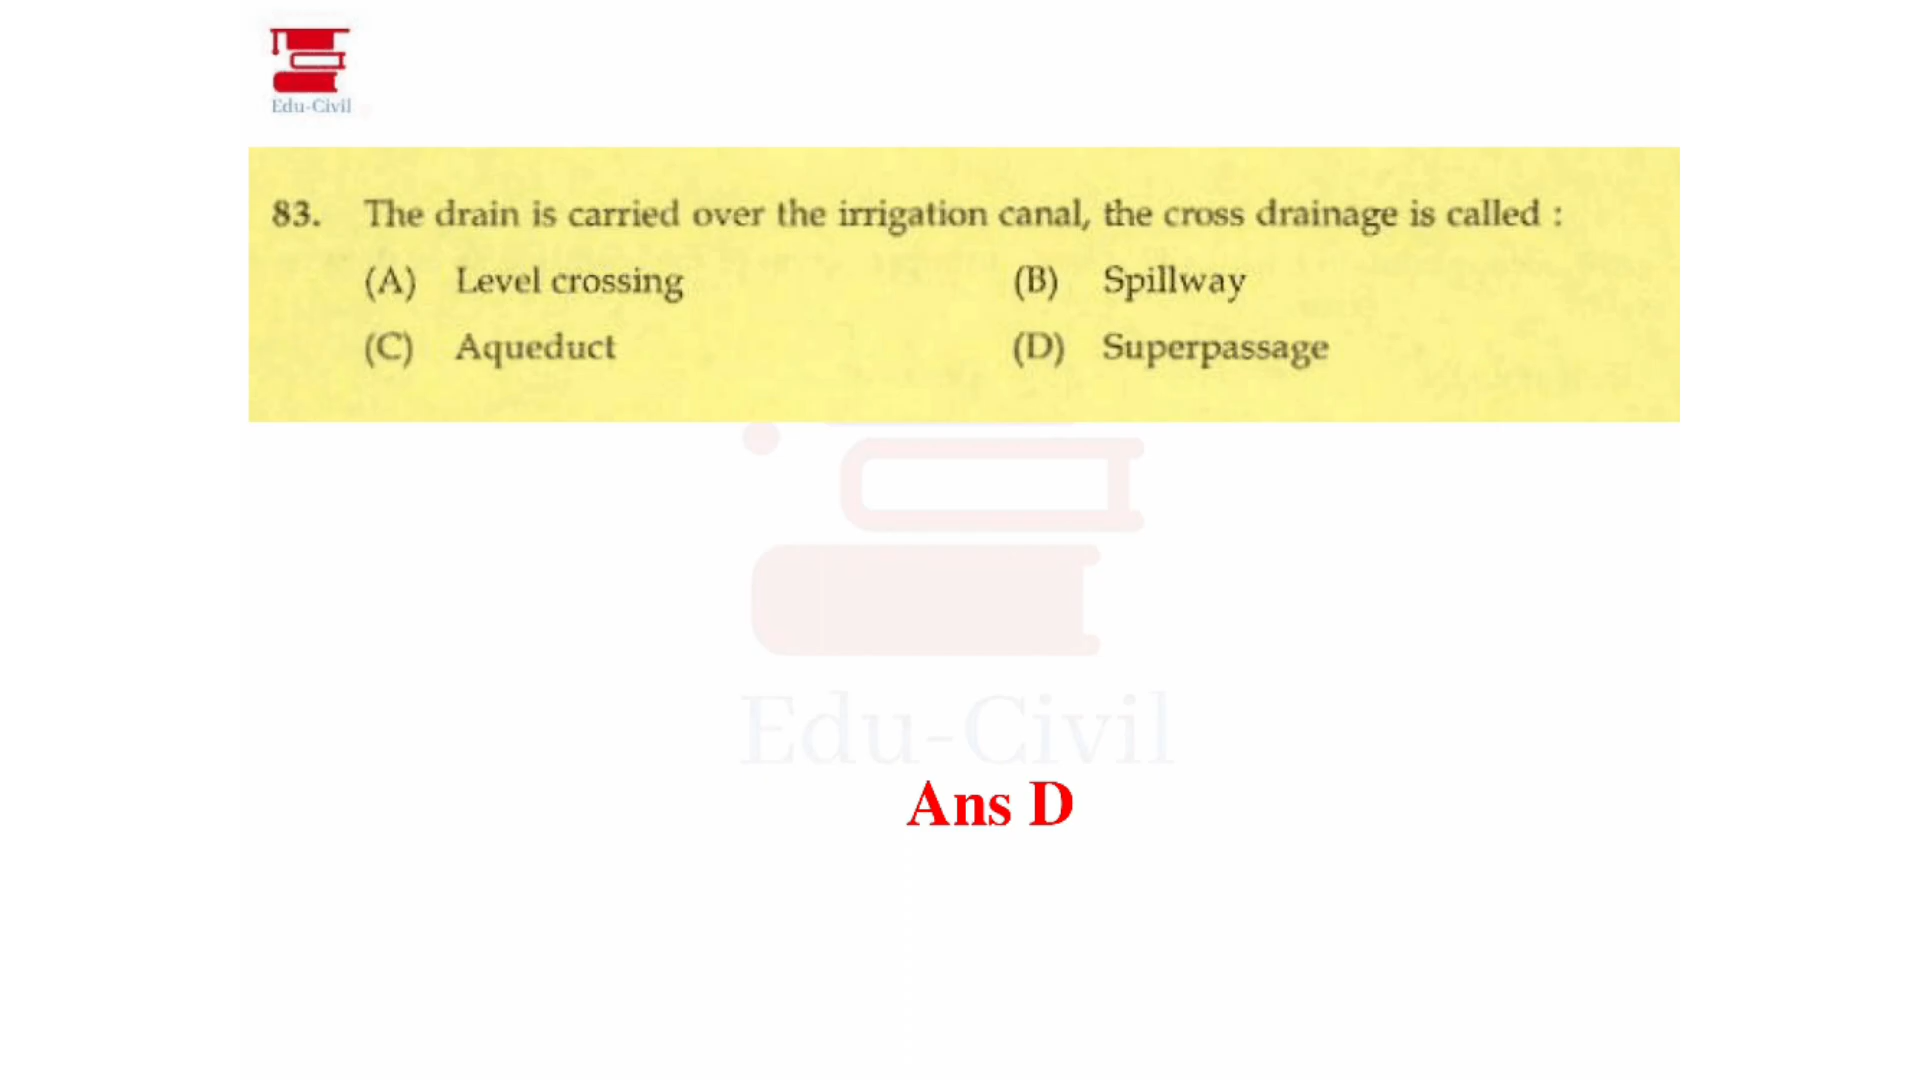 Edu-Civil
83. The drain is carried over the irrigation canal, the cross drainage is called :
(A) Level crossing (B) Spillway
(C) Aqueduct (D) Superpassage
Edu-Civil
Ans D